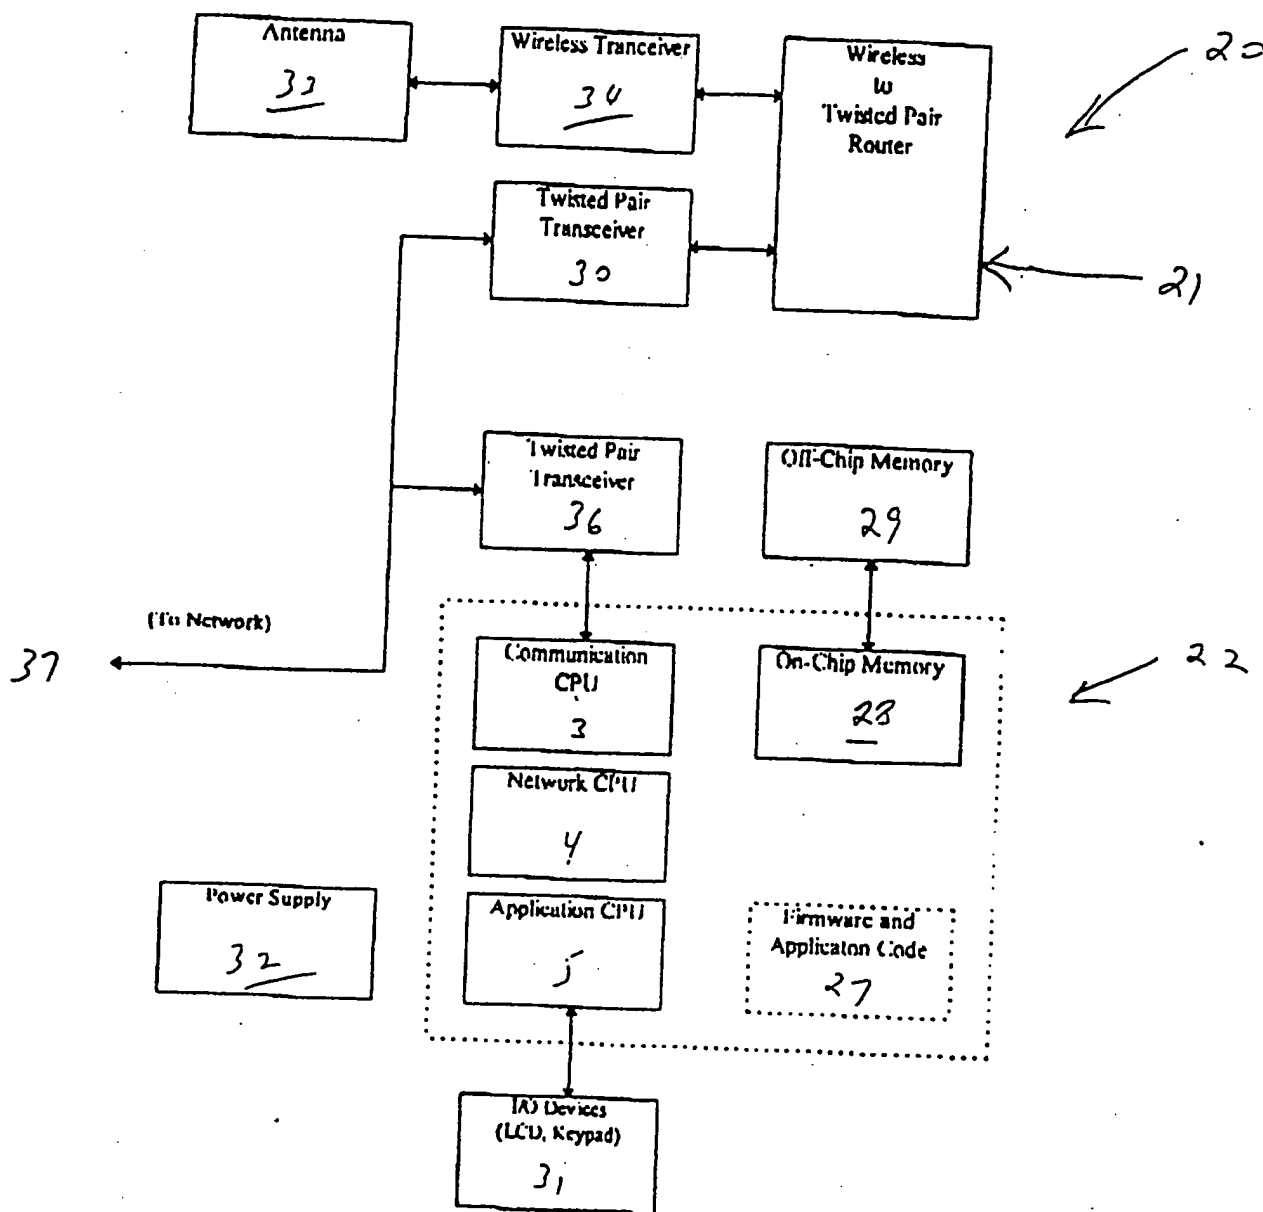 Antenna
33
Wireless Tranceiver
34
Wireless
to
Twisted Pair
Router
20
Twisted Pair
Transceiver
30
21
Twisted Pair
Transceiver
36
Off-Chip Memory
29
(To Network)
37
Communication
CPU
3
On-Chip Memory
28
22
Network CPU
4
Power Supply
32
Application CPU
5
Firmware and
Applicaton Code
27
I/O Devices
(LCD, Keypad)
31